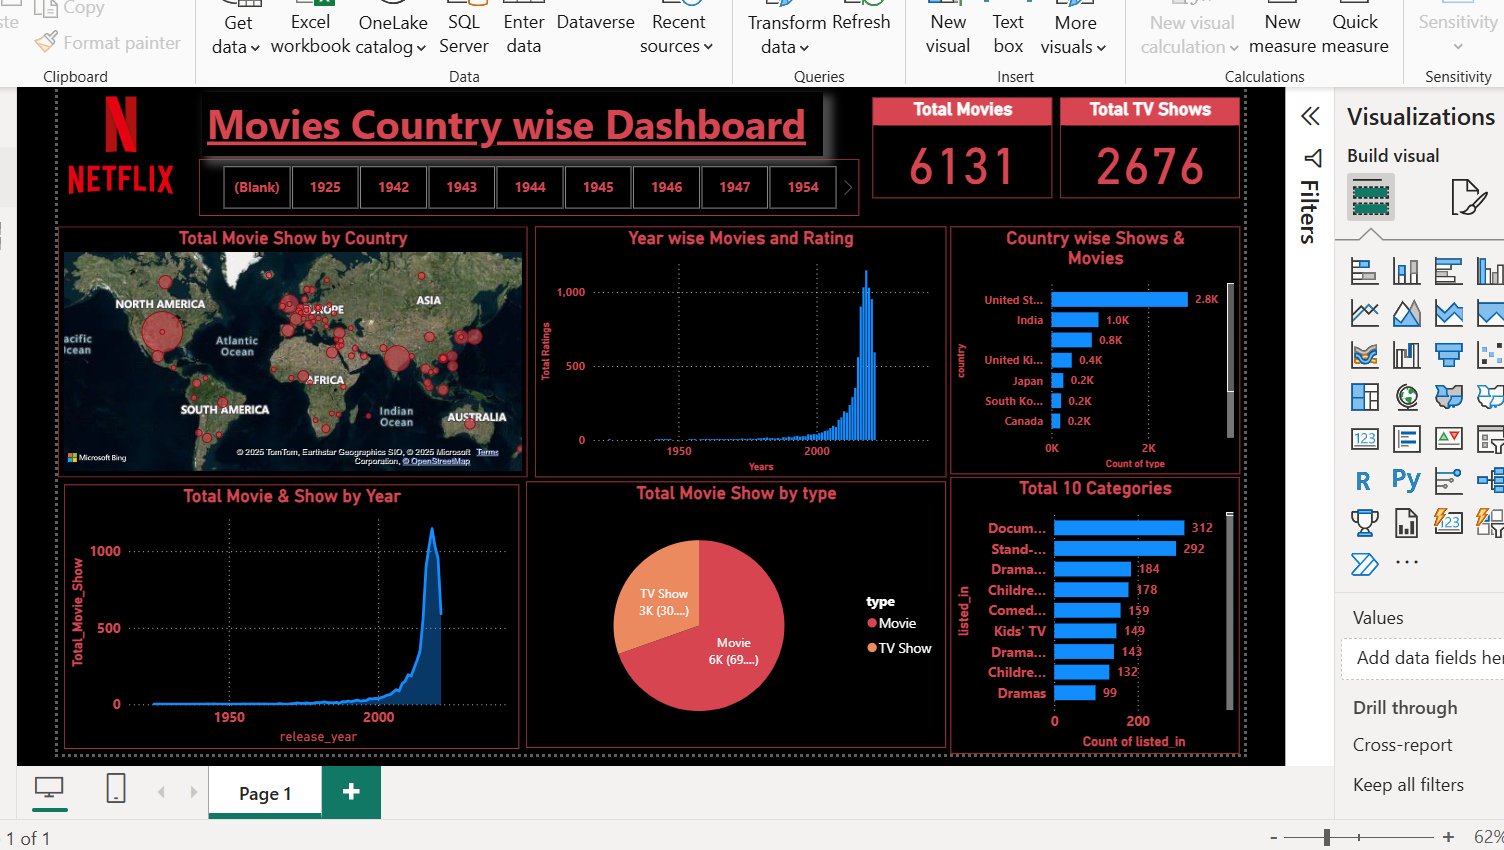 Copy
Format painter
Clipboard
Get data
Excel workbook
OneLake catalog
SQL Server
Enter data
Dataverse
Recent sources
Data
Transform data
Refresh
Queries
New visual
Text box
More visuals
Insert
New visual calculation
New measure
Quick measure
Calculations
Sensitivity
Sensitivity
NETFLIX
Movies Country wise Dashboard
(Blank) 1925 1942 1943 1944 1945 1946 1947 1954
Total Movies
6131
Total TV Shows
2676
Total Movie Show by Country
NORTH AMERICA
EUROPE
ASIA
Atlantic Ocean
AFRICA
SOUTH AMERICA
Indian Ocean
AUSTRALIA
Microsoft Bing
© 2025 TomTom, Earthstar Geographics SIO, © 2025 Microsoft Corporation, © OpenStreetMap Terms
Year wise Movies and Rating
Total Ratings
1,000
500
0
1950 2000
Years
Country wise Shows & Movies
country
United St... 2.8K
India 1.0K
0.8K
United Ki... 0.4K
Japan 0.2K
South Ko... 0.2K
Canada 0.2K
0K 2K
Count of type
Total Movie & Show by Year
Total_Movie_Show
1000
500
0
1950 2000
release_year
Total Movie Show by type
TV Show
3K (30....)
Movie
6K (69....)
type
Movie
TV Show
Total 10 Categories
listed_in
Docum... 312
Stand-... 292
Drama... 184
Childre... 178
Comed... 159
Kids' TV 149
Drama... 143
Childre... 132
Dramas 99
0 200
Count of listed_in
Filters
Visualizations
Build visual
123
R
Py
123
Values
Add data fields her
Drill through
Cross-report
Keep all filters
Page 1
1 of 1
- + 62%